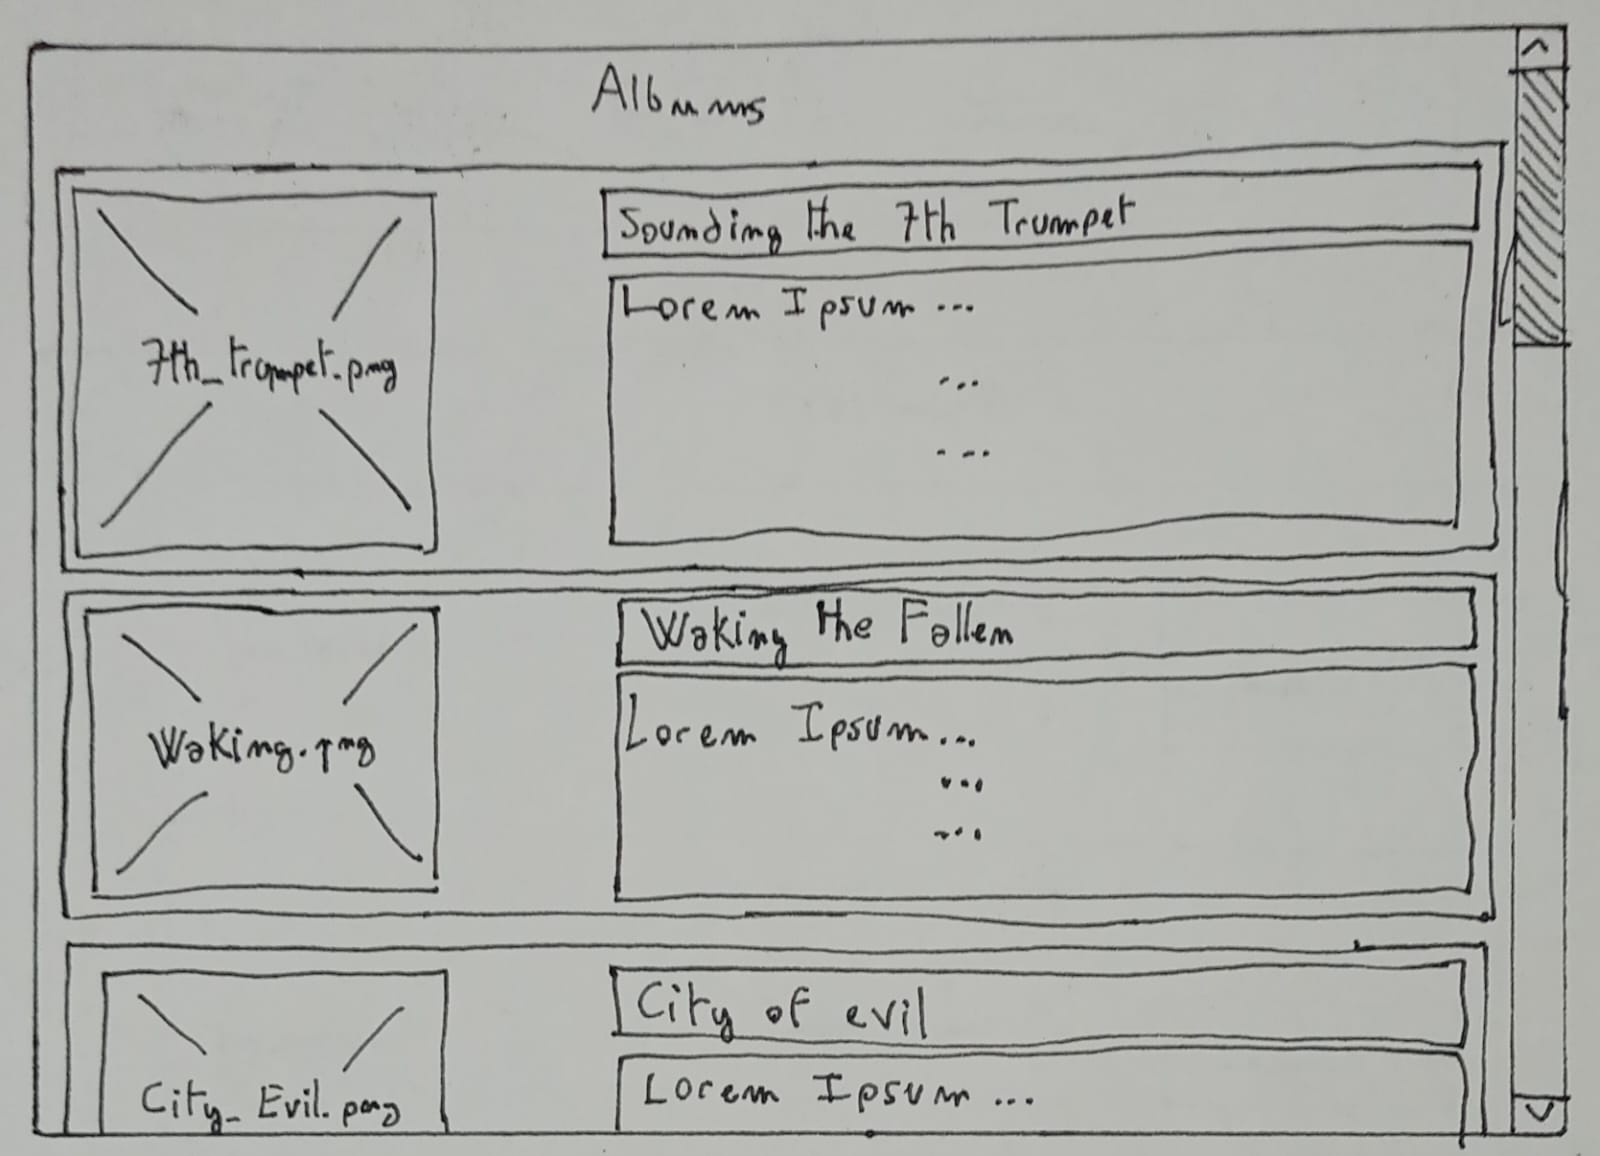 Albums
Sounding the 7th Trumpet
Lorem Ipsum ...
...
...
7th_trumpet.png
Waking the Fallen
Lorem Ipsum...
...
...
Waking.png
City of evil
Lorem Ipsum ...
City_Evil.png